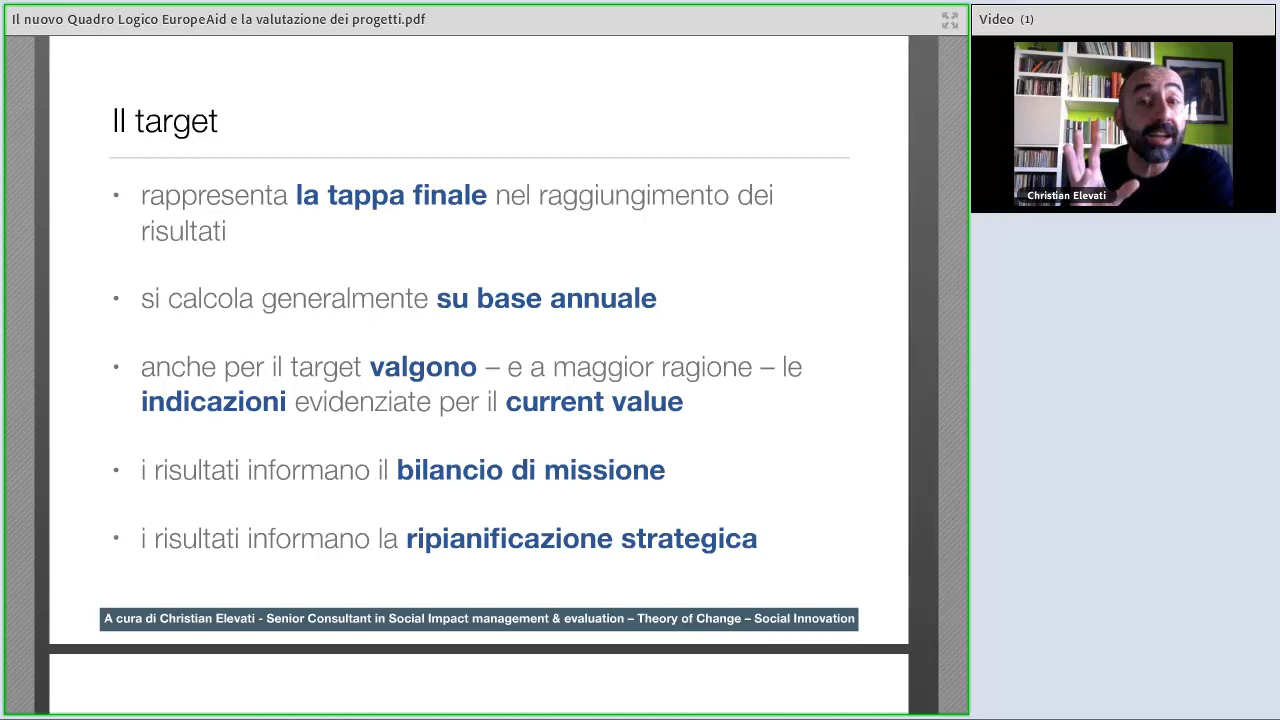 Il nuovo Quadro Logico EuropeAid e la valutazione dei progetti.pdf
Video (1)
Christian Elevati
Il target
• rappresenta la tappa finale nel raggiungimento dei
risultati
• si calcola generalmente su base annuale
• anche per il target valgono – e a maggior ragione – le
indicazioni evidenziate per il current value
• i risultati informano il bilancio di missione
• i risultati informano la ripianificazione strategica
A cura di Christian Elevati - Senior Consultant in Social Impact management & evaluation – Theory of Change – Social Innovation